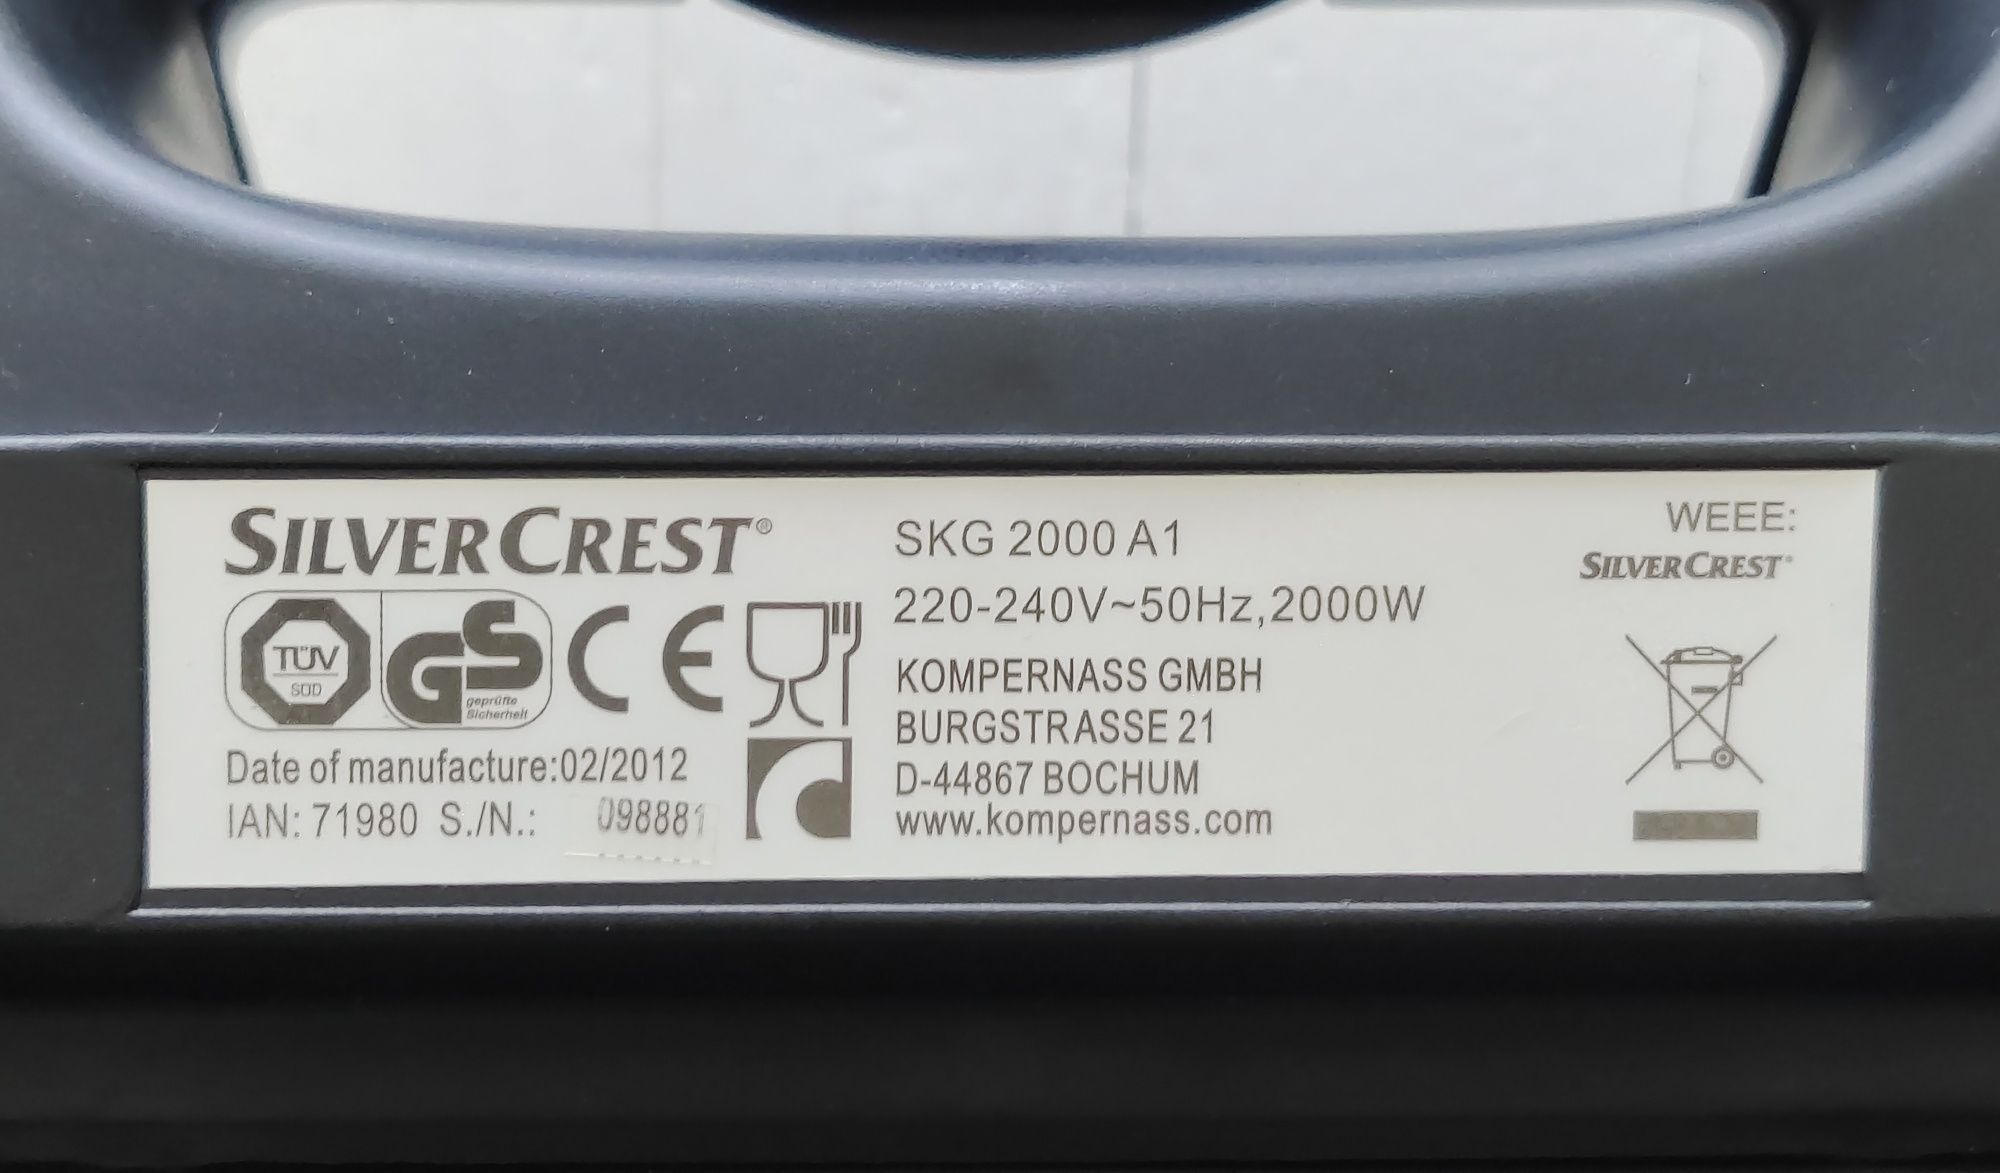 SILVERCREST®
TÜV
SÜD
GS
geprüfte
Sicherheit
CE
Date of manufacture:02/2012
IAN: 71980 S./N.: 098881
SKG 2000 A1
220-240V~50Hz,2000W
KOMPERNASS GMBH
BURGSTRASSE 21
D-44867 BOCHUM
www.kompernass.com
WEEE:
SILVERCREST®